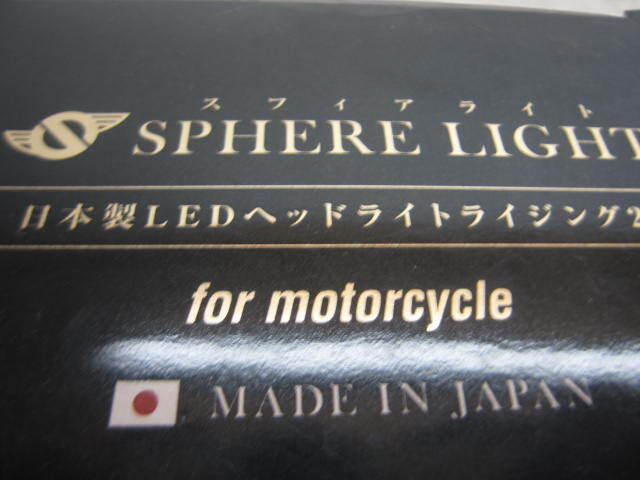 スフィアライト
S SPHERE LIGHT
日本製LEDヘッドライトライジング2
for motorcycle
MADE IN JAPAN